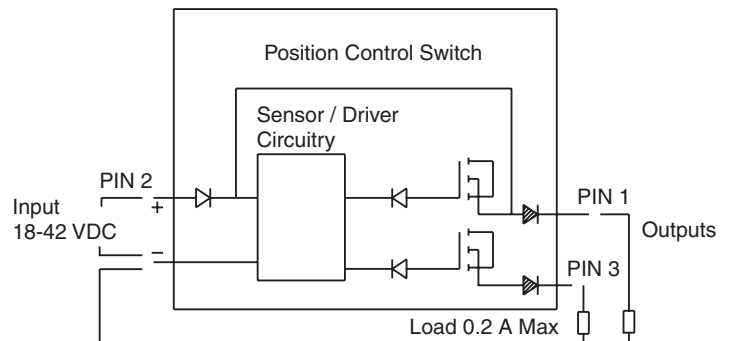 Position Control Switch
Sensor / Driver
Circuitry
PIN 2
+
Input
18-42 VDC
–
PIN 1
Outputs
PIN 3
Load 0.2 A Max